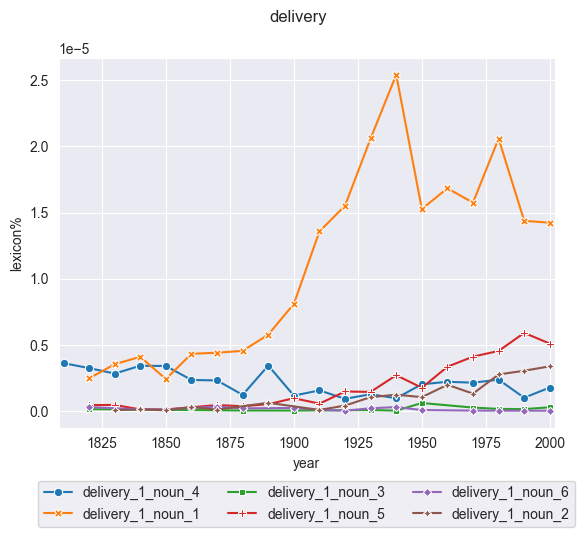 delivery
1e−5
2.5
2.0
1.5
1.0
0.5
0.0
lexicon%
1825 1850 1875 1900 1925 1950 1975 2000
year
delivery_1_noun_4 delivery_1_noun_3 delivery_1_noun_6
delivery_1_noun_1 delivery_1_noun_5 delivery_1_noun_2